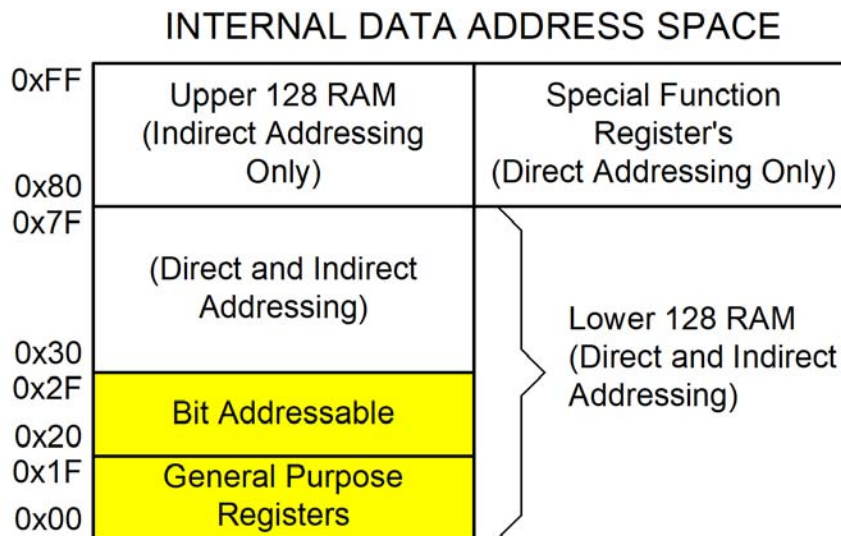 INTERNAL DATA ADDRESS SPACE
0xFF
Upper 128 RAM
(Indirect Addressing
Only)
0x80
Special Function
Register's
(Direct Addressing Only)
0x7F
(Direct and Indirect
Addressing)
0x30
0x2F
Bit Addressable
0x20
0x1F
General Purpose
Registers
0x00
Lower 128 RAM
(Direct and Indirect
Addressing)